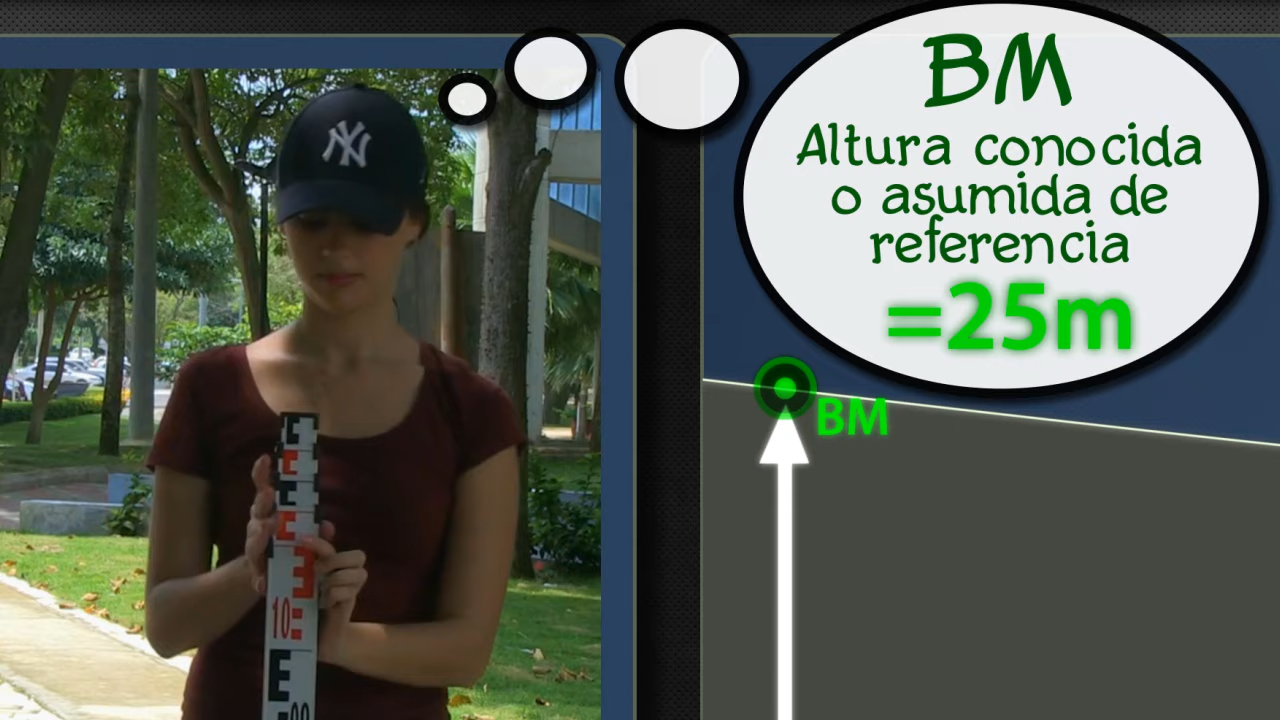 NY
BM
Altura conocida
o asumida de
referencia
=25m
BM
10